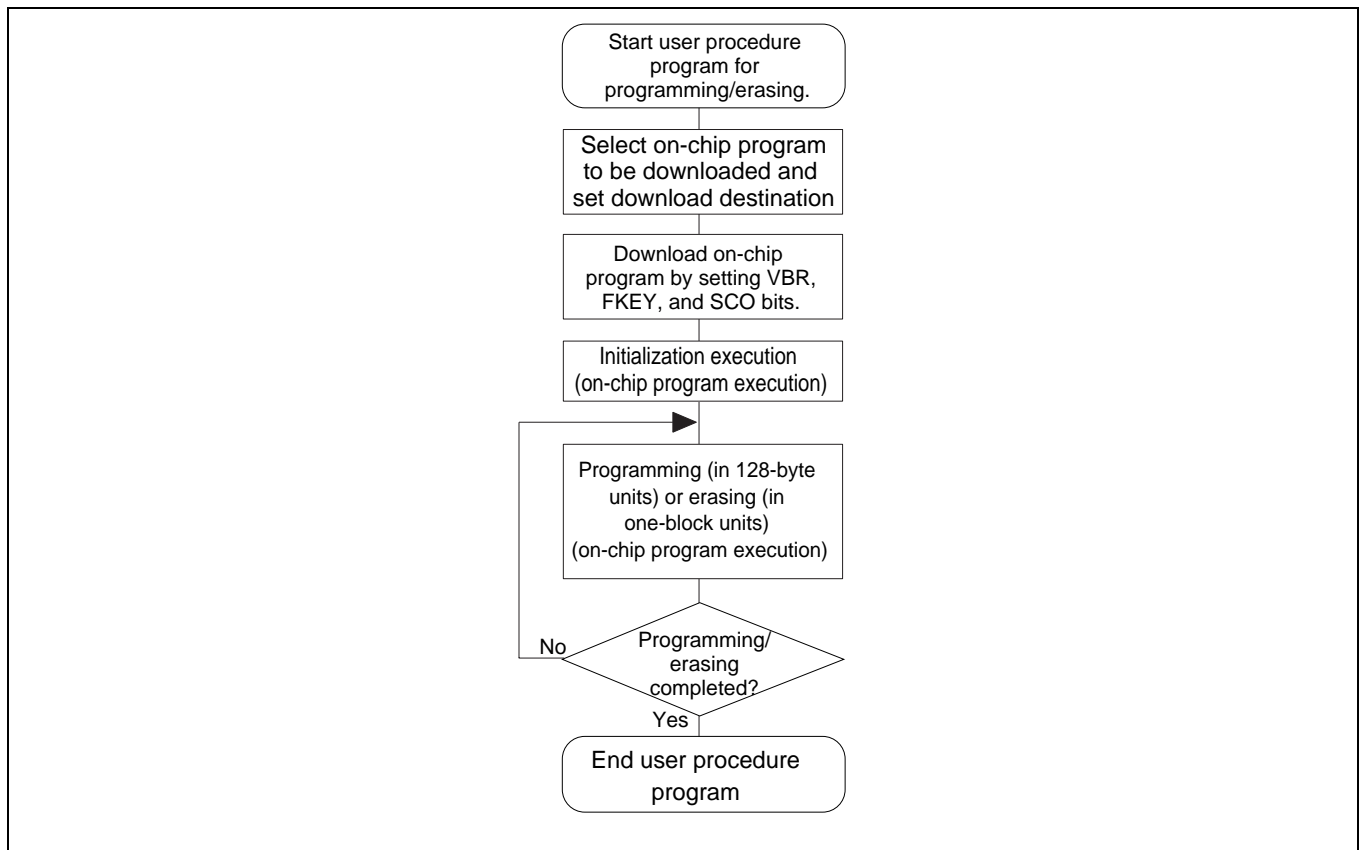 Start user procedure
program for
programming/erasing.
Select on-chip program
to be downloaded and
set download destination
Download on-chip
program by setting VBR,
FKEY, and SCO bits.
Initialization execution
(on-chip program execution)
Programming (in 128-byte
units) or erasing (in
one-block units)
(on-chip program execution)
No
Programming/
erasing
completed?
Yes
End user procedure
program